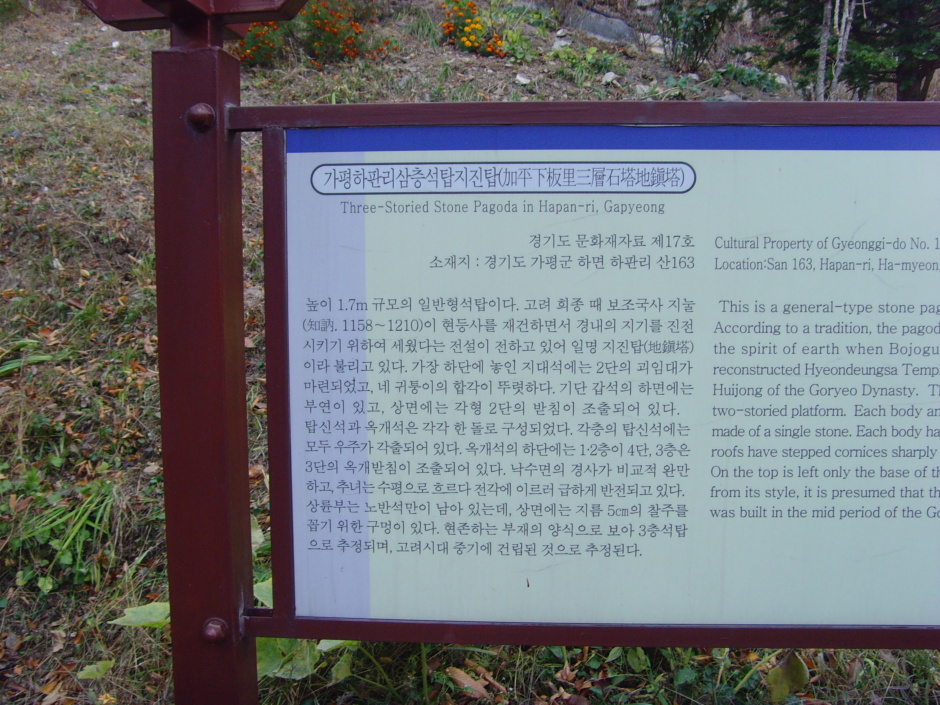 가평하판리삼층석탑지진탑(加平下板里三層石塔地鎭塔)
Three-Storied Stone Pagoda in Hapan-ri, Gapyeong
경기도 문화재자료 제17호
소재지 : 경기도 가평군 하면 하판리 산163
높이 1.7m 규모의 일반형석탑이다. 고려 희종 때 보조국사 지눌
(知訥. 1158~1210)이 현등사를 재건하면서 경내의 지기를 진전
시키기 위하여 세웠다는 전설이 전하고 있어 일명 지진탑(地鎭塔)
이라 불리고 있다. 가장 하단에 놓인 지대석에는 2단의 괴임대가
마련되었고, 네 귀퉁이의 합각이 뚜렷하다. 기단 갑석의 하면에는
부연이 있고, 상면에는 각형 2단의 받침이 조출되어 있다.
탑신석과 옥개석은 각각 한 돌로 구성되었다. 각층의 탑신석에는
모두 우주가 각출되어 있다. 옥개석의 하단에는 1·2층이 4단, 3층은
3단의 옥개받침이 조출되어 있다. 낙수면의 경사가 비교적 완만
하고, 추녀는 수평으로 흐르다 전각에 이르러 급하게 반전되고 있다.
상륜부는 노반석만이 남아 있는데, 상면에는 지름 5cm의 찰주를
꼽기 위한 구멍이 있다. 현존하는 부재의 양식으로 보아 3층석탑
으로 추정되며, 고려시대 중기에 건립된 것으로 추정된다.
Cultural Property of Gyeonggi-do No. 1
Location:San 163, Hapan-ri, Ha-myeon
This is a general-type stone pag
According to a tradition, the pagod
the spirit of earth when Bojogu
reconstructed Hyeondeungsa Templ
Huijong of the Goryeo Dynasty. Th
two-storied platform. Each body an
made of a single stone. Each body ha
roofs have stepped cornices sharply
On the top is left only the base of th
from its style, it is presumed that th
was built in the mid period of the Go